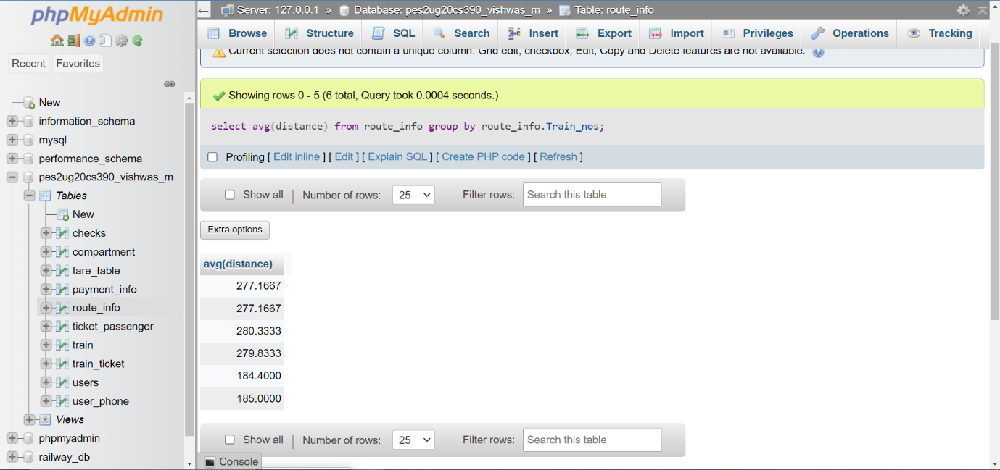 phpMyAdmin
Recent Favorites
New
information_schema
mysql
performance_schema
pes2ug20cs390_vishwas_m
Tables
New
checks
compartment
fare_table
payment_info
route_info
ticket_passenger
train
train_ticket
users
user_phone
Views
phpmyadmin
railway_db
Server: 127.0.0.1 » Database: pes2ug20cs390_vishwas_m » Table: route_info
Browse Structure SQL Search Insert Export Import Privileges Operations Tracking
Current selection does not contain a unique column. Grid edit, checkbox, Edit, Copy and Delete features are not available.
Showing rows 0 - 5 (6 total, Query took 0.0004 seconds.)
select avg(distance) from route_info group by route_info.Train_nos;
Profiling [ Edit inline ] [ Edit ] [ Explain SQL ] [ Create PHP code ] [ Refresh ]
Show all | Number of rows: 25 Filter rows: Search this table
Extra options
avg(distance)
277.1667
277.1667
280.3333
279.8333
184.4000
185.0000
Show all | Number of rows: 25 Filter rows: Search this table
Console